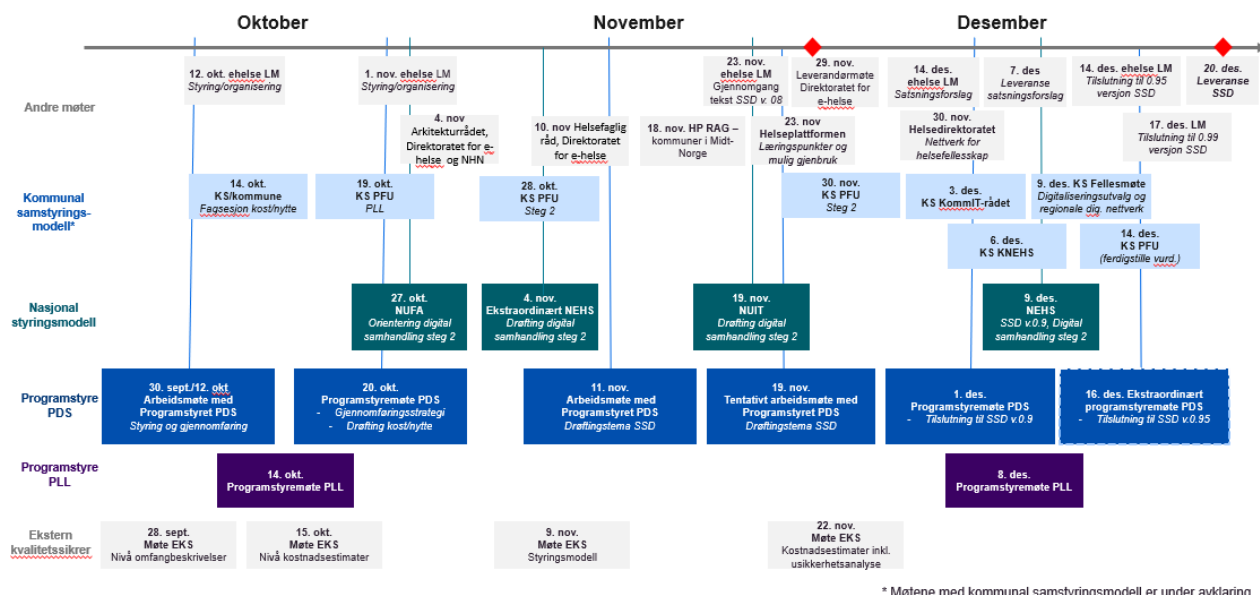 Oktober
November
Desember
Andre møter
12. okt. ehelse LM
Styring/organisering
1. nov. ehelse LM
Styring/organisering
23. nov.
ehelse LM
Gjennomgang
tekst SSD v. 08
29. nov.
Leverandørmøte
Direktoratet for
e-helse
14. des.
ehelse LM
Satsningsforslag
7. des
Leveranse
satsningsforslag
14. des. ehelse LM
Tilslutning til 0.95
versjon SSD
20. des.
Leveranse
SSD
4. nov
Arkitekturrådet,
Direktoratet for e-
helse og NHN
10. nov Helsefaglig
råd, Direktoratet
for e-helse
18. nov. HP RAG –
kommuner i Midt-
Norge
23. nov
Helseplattformen
Læringspunkter og
mulig gjenbruk
30. nov.
Helsedirektoratet
Nettverk for
helsefellesskap
17. des. LM
Tilslutning til 0.99
versjon SSD
Kommunal
samstyrings-
modell*
14. okt.
KS/kommune
Fagsesjon kost/nytte
19. okt.
KS PFU
PLL
28. okt.
KS PFU
Steg 2
30. nov.
KS PFU
Steg 2
3. des.
KS KommIT-rådet
9. des. KS Fellesmøte
Digitaliseringsutvalg og
regionale dig. nettverk
6. des.
KS KNEHS
14. des.
KS PFU
(ferdigstille vurd.)
Nasjonal
styringsmodell
27. okt.
NUFA
Orientering digital
samhandling steg 2
4. nov.
Ekstraordinært NEHS
Drøfting digital
samhandling steg 2
19. nov.
NUIT
Drøfting digital
samhandling steg 2
9. des.
NEHS
SSD v.0.9, Digital
samhandling steg 2
Programstyre
PDS
30. sept./12. okt
Arbeidsmøte med
Programstyret PDS
Styring og gjennomføring
20. okt.
Programstyremøte PDS
- Gjennomføringsstrategi
- Drøfting kost/nytte
11. nov.
Arbeidsmøte med
Programstyret PDS
Drøftingstema SSD
19. nov.
Tentativt arbeidsmøte med
Programstyret PDS
Drøftingstema SSD
1. des.
Programstyremøte PDS
- Tilslutning til SSD v.0.9
16. des. Ekstraordinært
programstyremøte PDS
- Tilslutning til SSD v.0.95
Programstyre
PLL
14. okt.
Programstyremøte PLL
8. des.
Programstyremøte PLL
Ekstern
kvalitetssikrer
28. sept.
Møte EKS
Nivå omfangbeskrivelser
15. okt.
Møte EKS
Nivå kostnadsestimater
9. nov.
Møte EKS
Styringsmodell
22. nov.
Møte EKS
Kostnadsestimater inkl.
usikkerhetsanalyse
* Møtene med kommunal samstyringsmodell er under avklaring